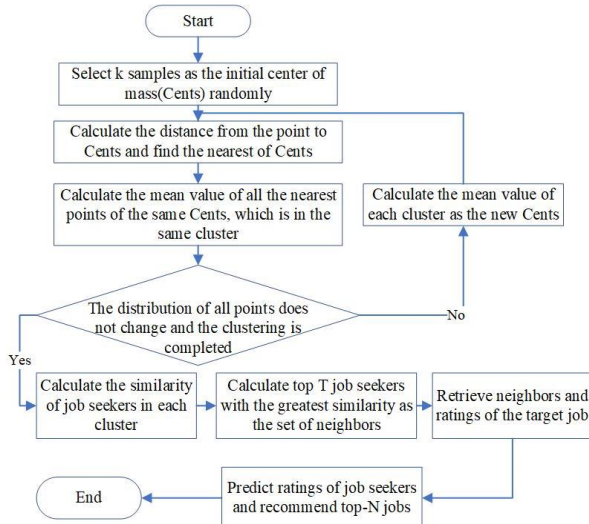 Start
Select k samples as the initial center of
mass(Cents) randomly
Calculate the distance from the point to
Cents and find the nearest of Cents
Calculate the mean value of all the nearest
points of the same Cents, which is in the
same cluster
Calculate the mean value of
each cluster as the new Cents
The distribution of all points does
not change and the clustering is
completed
No
Yes
Calculate the similarity
of job seekers in each
cluster
Calculate top T job seekers
with the greatest similarity as
the set of neighbors
Retrieve neighbors and
ratings of the target job
Predict ratings of job seekers
and recommend top-N jobs
End